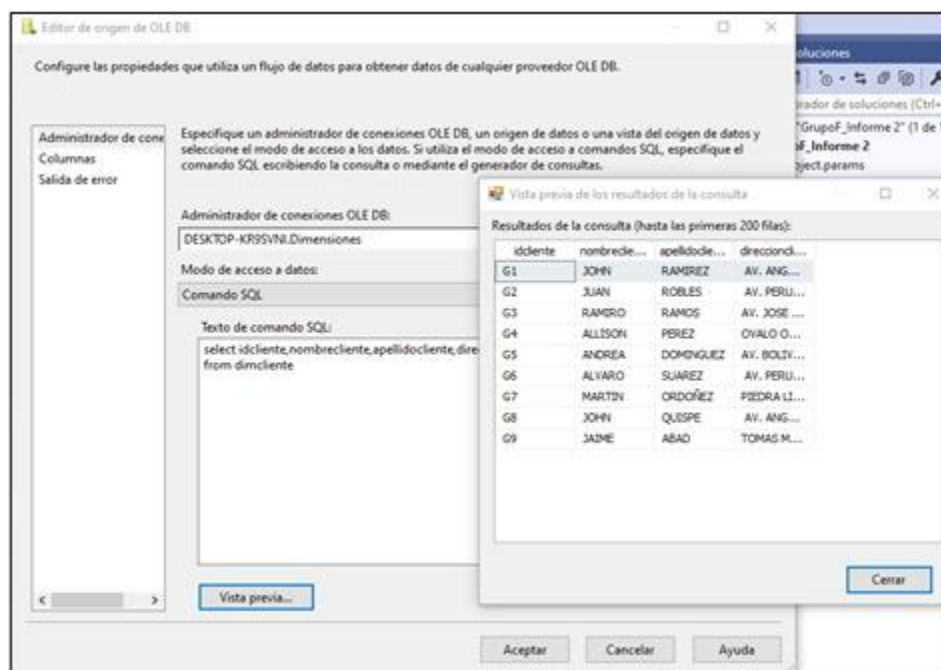 Editor de origen de OLE DB
Configure las propiedades que utiliza un flujo de datos para obtener datos de cualquier proveedor OLE DB.
Administrador de cone
Columnas
Salida de error
Especifique un administrador de conexiones OLE DB, un origen de datos o una vista del origen de datos y
seleccione el modo de acceso a los datos. Si utiliza el modo de acceso a comandos SQL, especifique el
comando SQL escribiendo la consulta o mediante el generador de consultas.
Administrador de conexiones OLE DB:
DESKTOP-KR9SVNI.Dimensiones
Modo de acceso a datos:
Comando SQL
Texto de comando SQL:
select idcliente,nombrecliente,apellidocliente,direc
from dimcliente
Vista previa...
Aceptar Cancelar Ayuda
oluciones
rador de soluciones (Ctrl+
"GrupoF_Informe 2" (1 de
oF_Informe 2
oject.params
Vista previa de los resultados de la consulta
Resultados de la consulta (hasta las primeras 200 filas):
idcliente nombreclie... apellidoclie... direccioncli...
G1 JOHN RAMIREZ AV. ANG...
G2 JUAN ROBLES AV. PERU...
G3 RAMIRO RAMOS AV. JOSE ...
G4 ALLISON PEREZ OVALO O...
G5 ANDREA DOMINGUEZ AV. BOLIV...
G6 ALVARO SUAREZ AV. PERU...
G7 MARTIN ORDOÑEZ PIEDRA LI...
G8 JOHN QUISPE AV. ANG...
G9 JAIME ABAD TOMAS M...
Cerrar